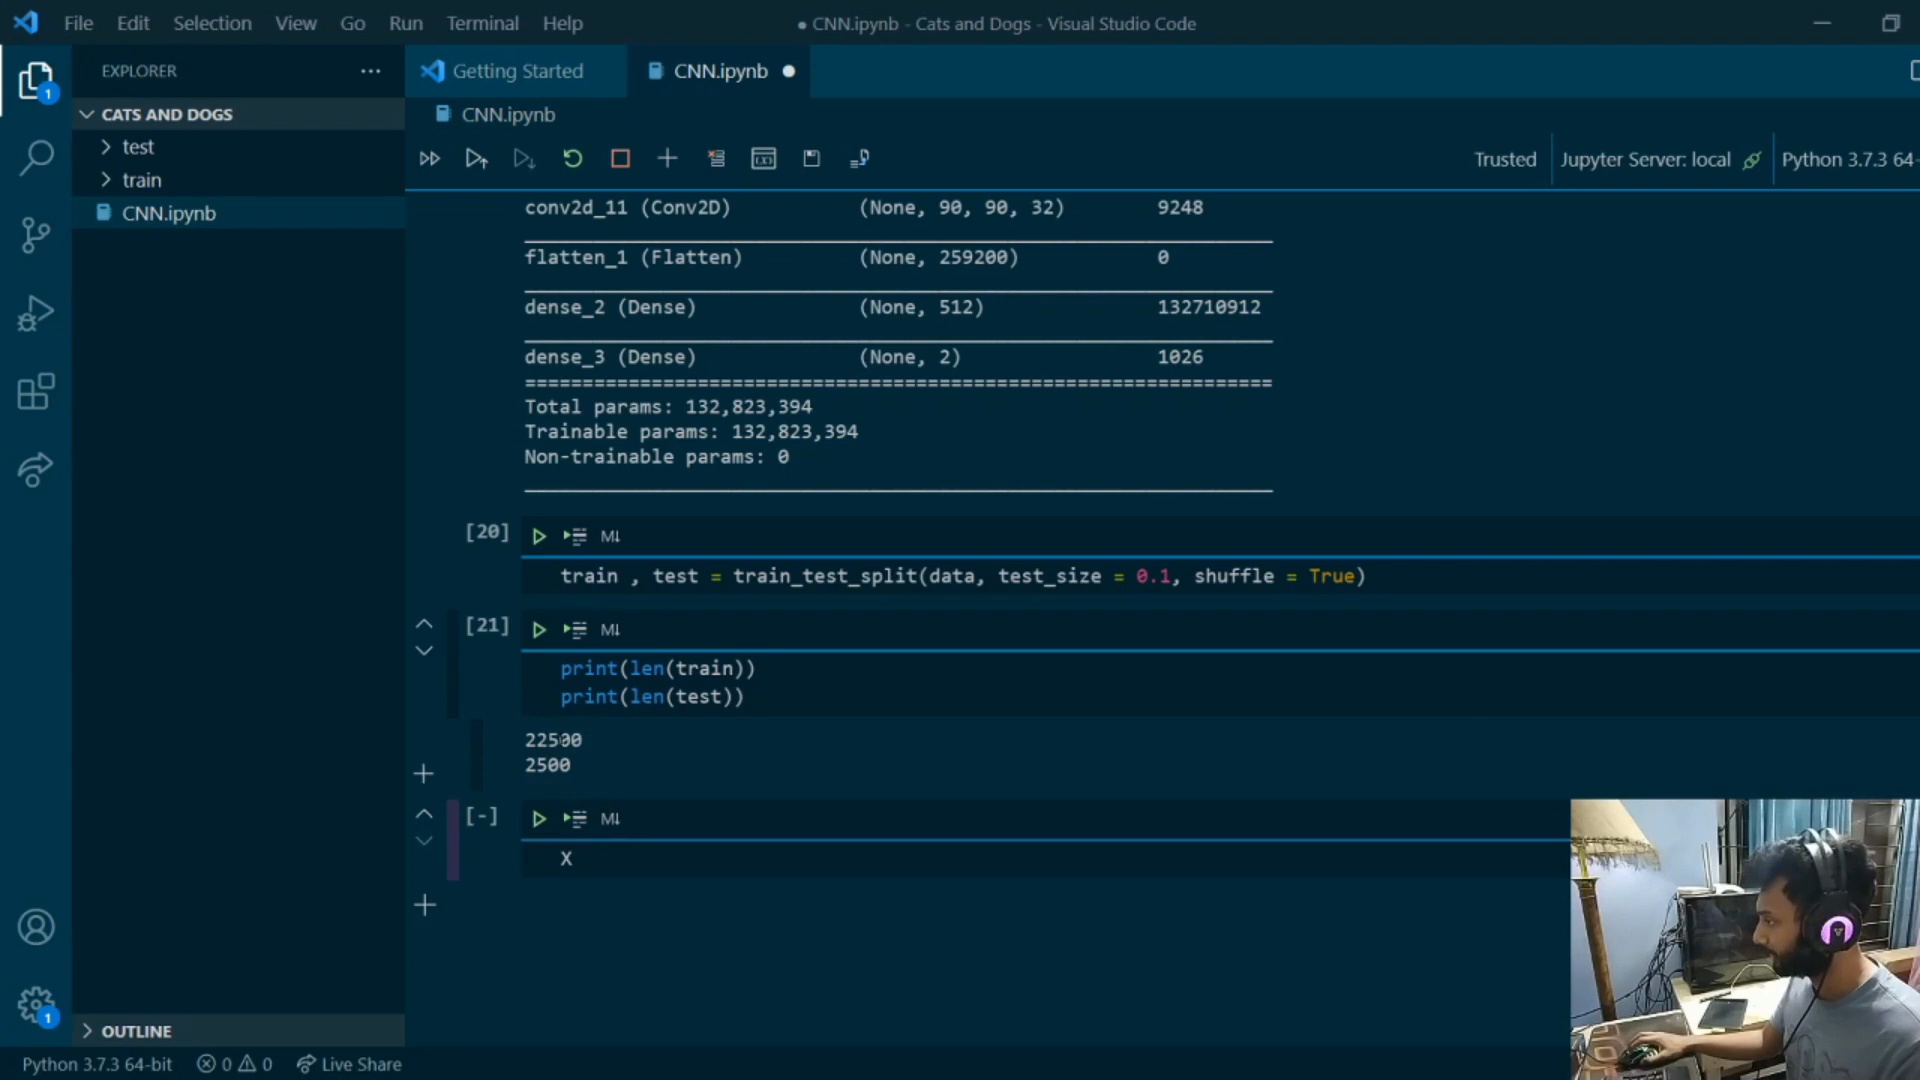 File Edit Selection View Go Run Terminal Help
● CNN.ipynb - Cats and Dogs - Visual Studio Code
EXPLORER
Getting Started
CNN.ipynb
1
CATS AND DOGS
test
train
CNN.ipynb
CNN.ipynb
Trusted
Jupyter Server: local
Python 3.7.3 64-
conv2d_11 (Conv2D) (None, 90, 90, 32) 9248
flatten_1 (Flatten) (None, 259200) 0
dense_2 (Dense) (None, 512) 132710912
dense_3 (Dense) (None, 2) 1026
=================================================================
Total params: 132,823,394
Trainable params: 132,823,394
Non-trainable params: 0
[20] M↓
train , test = train_test_split(data, test_size = 0.1, shuffle = True)
[21] M↓
print(len(train))
print(len(test))
22500
2500
[-] M↓
X
1
OUTLINE
Python 3.7.3 64-bit 0 0 Live Share